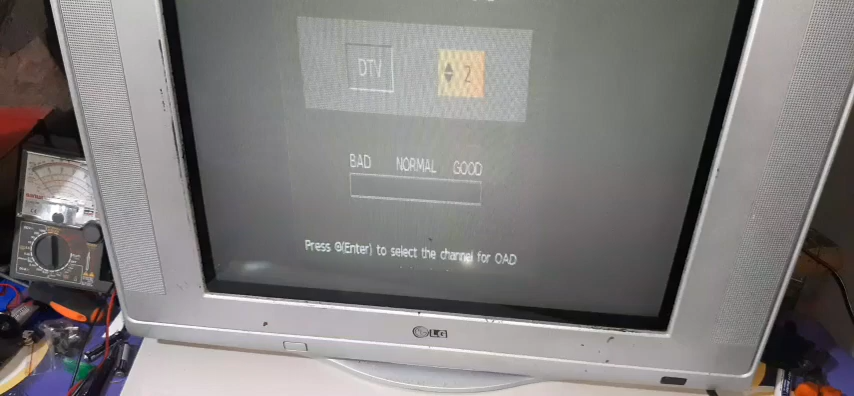 DTV
2
BAD NORMAL GOOD
Press ⊙(Enter) to select the channel for OAD
LG